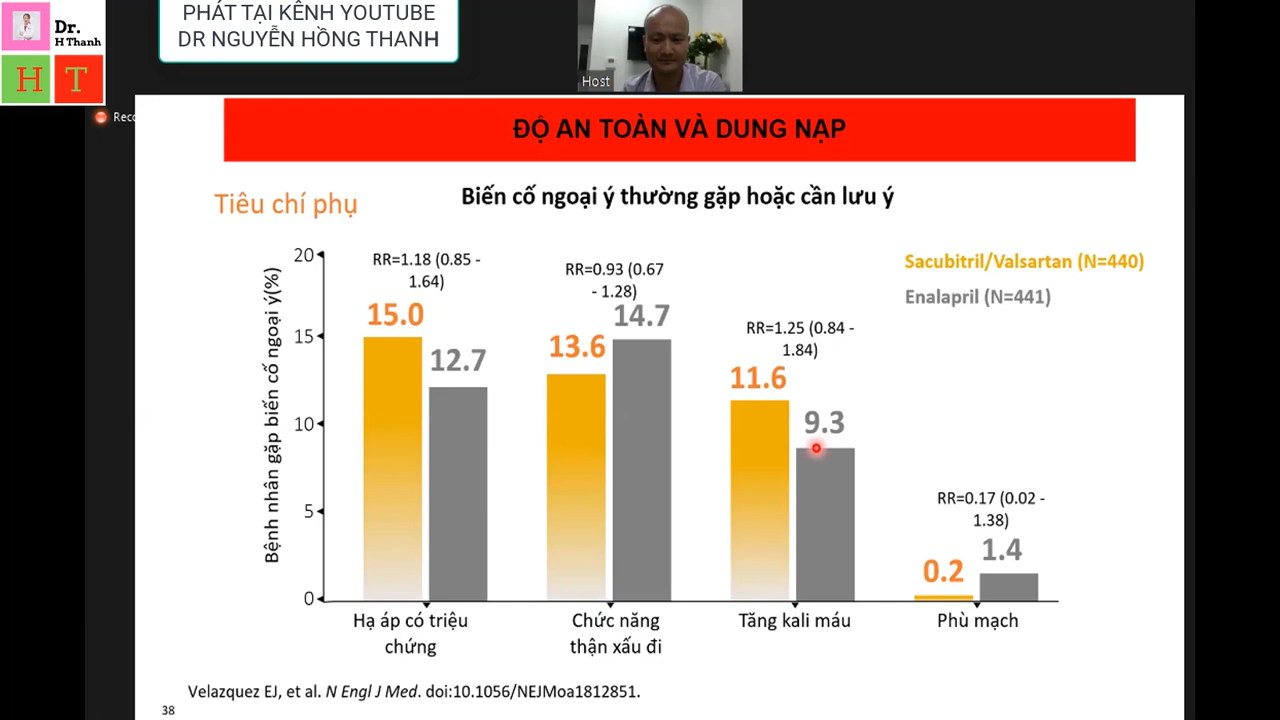 PHÁT TẠI KÊNH YOUTUBE
DR NGUYỄN HỒNG THANH
Dr.
H Thanh
H T
Host
Reco
ĐỘ AN TOÀN VÀ DUNG NẠP
Tiêu chí phụ
Biến cố ngoại ý thường gặp hoặc cần lưu ý
Sacubitril/Valsartan (N=440)
Enalapril (N=441)
Bệnh nhân gặp biến cố ngoại ý(%)
20
15
10
5
0
RR=1.18 (0.85 -
1.64)
15.0
12.7
RR=0.93 (0.67
- 1.28)
13.6
14.7
RR=1.25 (0.84 -
1.84)
11.6
9.3
RR=0.17 (0.02 -
1.38)
0.2
1.4
Hạ áp có triệu
chứng
Chức năng
thận xấu đi
Tăng kali máu
Phù mạch
Velazquez EJ, et al. N Engl J Med. doi:10.1056/NEJMoa1812851.
38